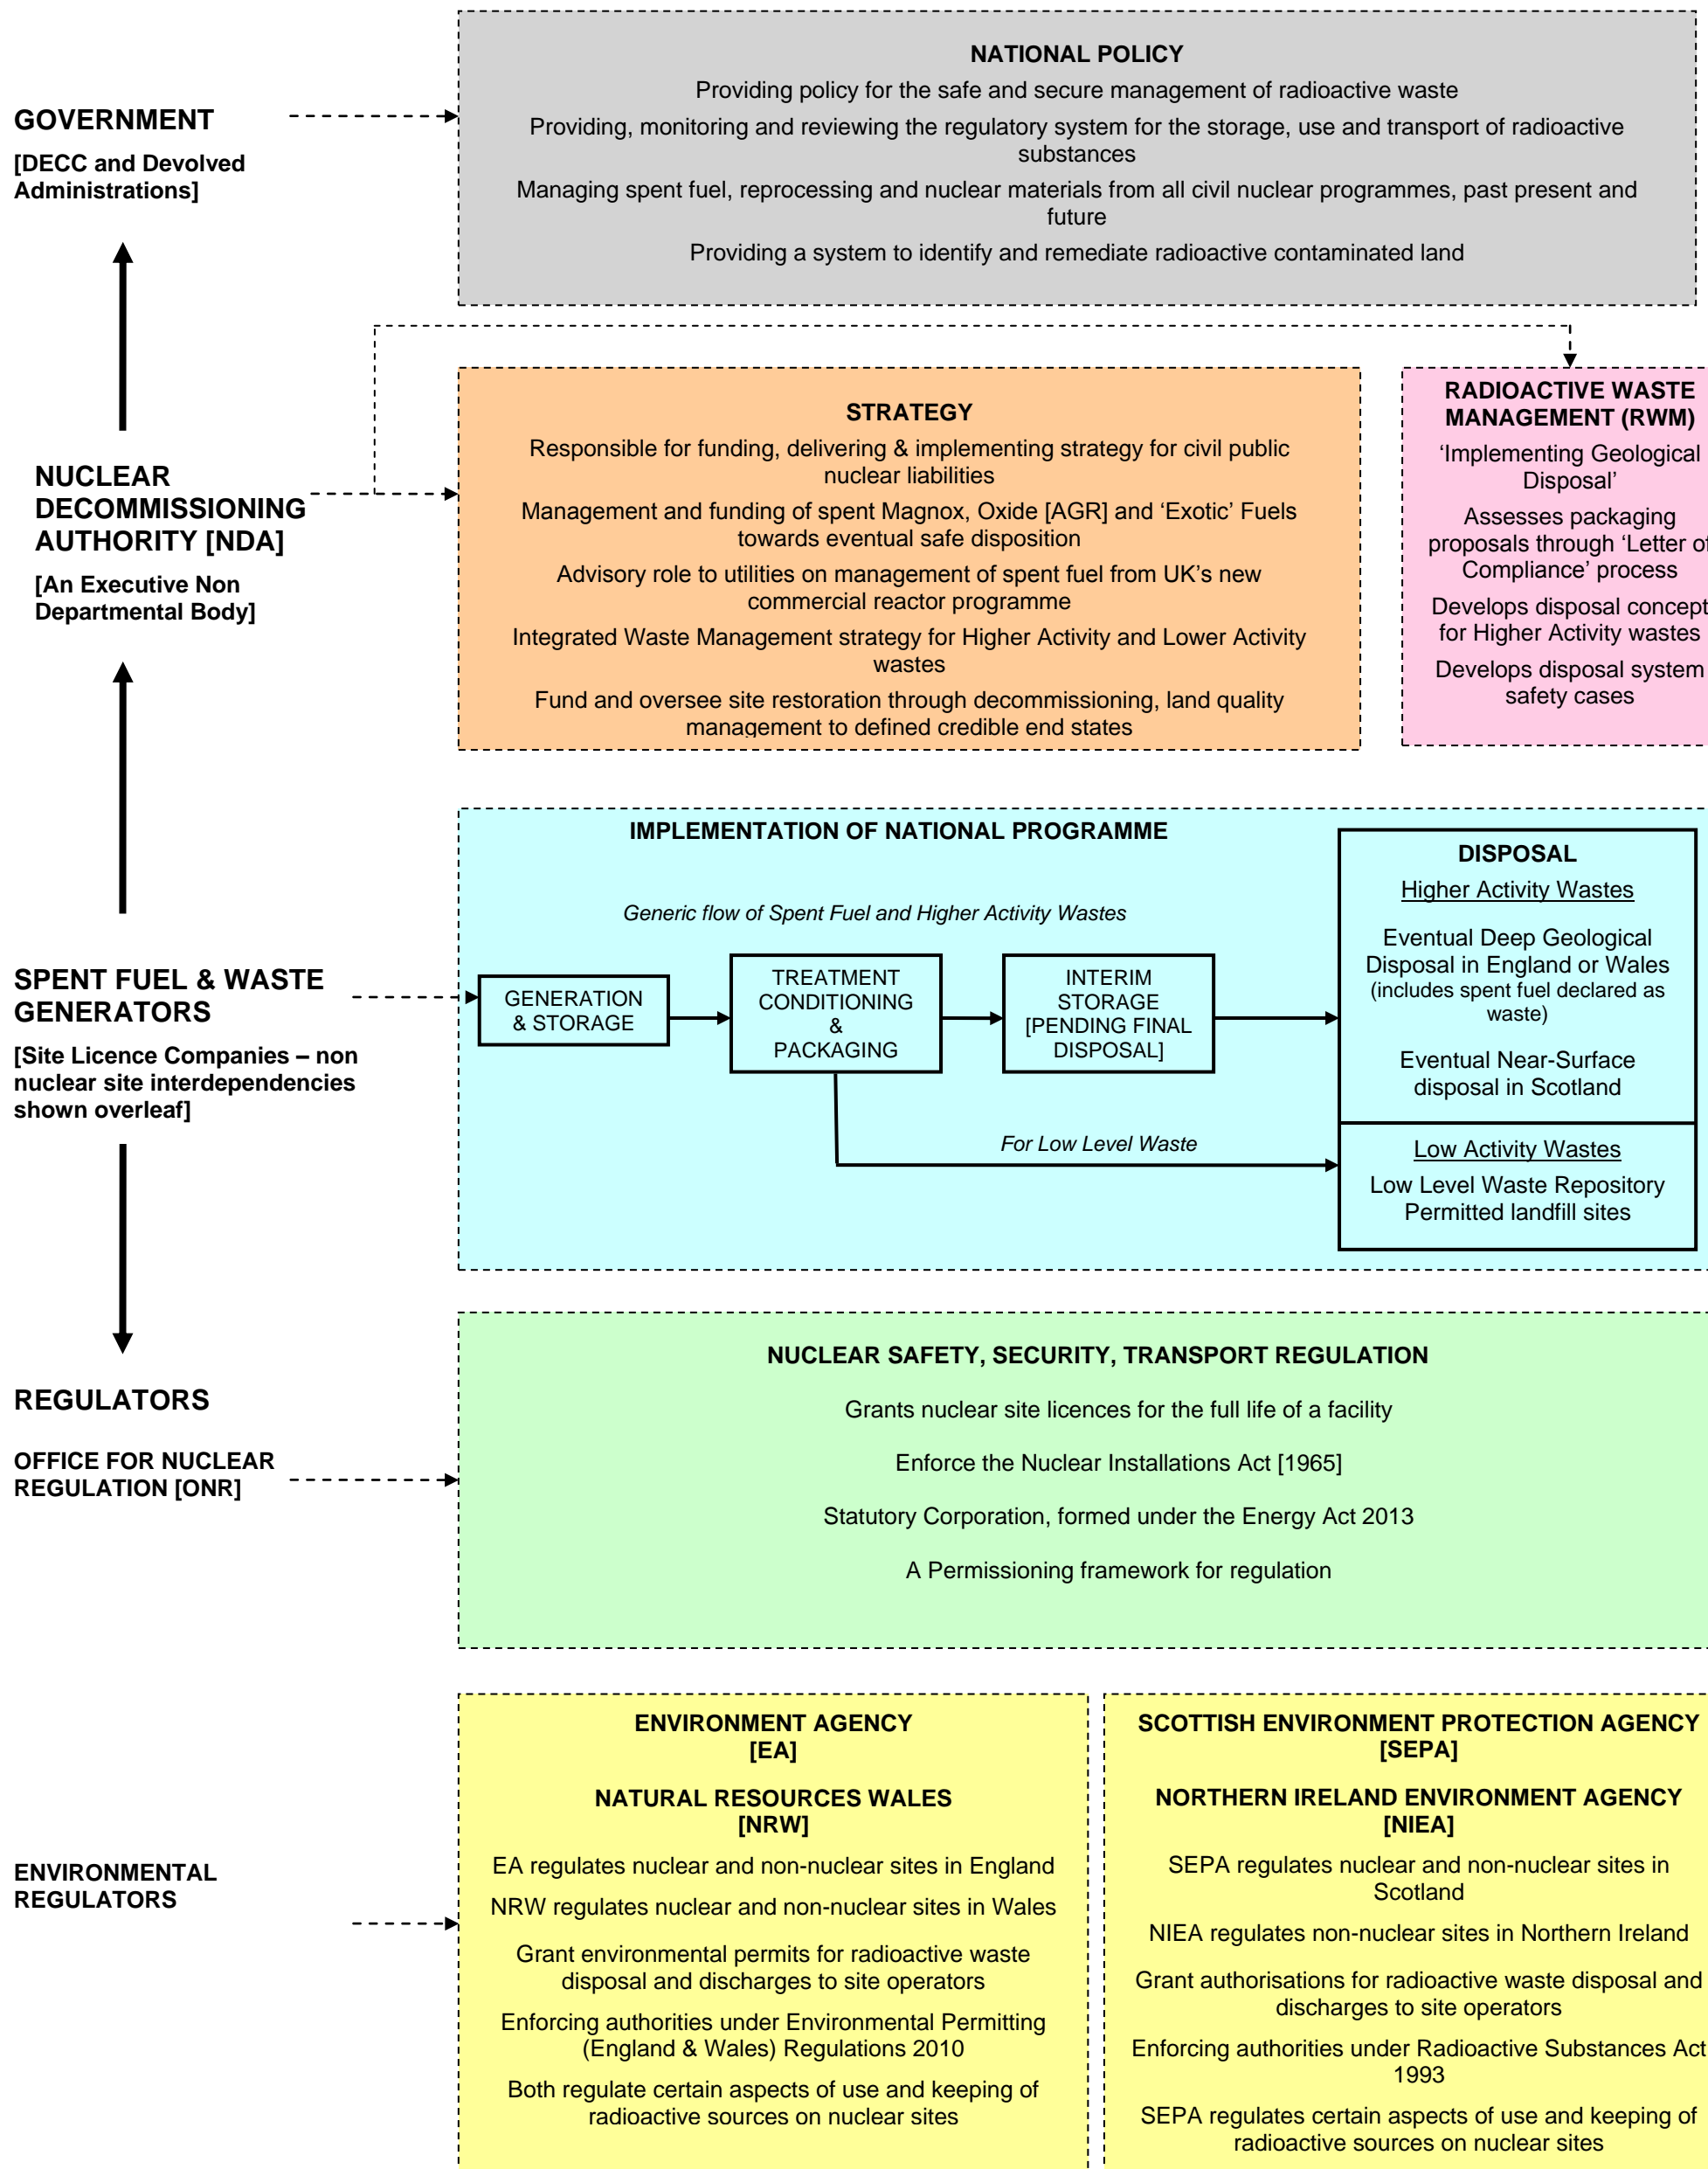 NATIONAL POLICY
Providing policy for the safe and secure management of radioactive waste
Providing, monitoring and reviewing the regulatory system for the storage, use and transport of radioactive
substances
Managing spent fuel, reprocessing and nuclear materials from all civil nuclear programmes, past present and
future
Providing a system to identify and remediate radioactive contaminated land
GOVERNMENT
[DECC and Devolved
Administrations]
NUCLEAR
DECOMMISSIONING
AUTHORITY [NDA]
[An Executive Non
Departmental Body]
STRATEGY
Responsible for funding, delivering & implementing strategy for civil public
nuclear liabilities
Management and funding of spent Magnox, Oxide [AGR] and ‘Exotic’ Fuels
towards eventual safe disposition
Advisory role to utilities on management of spent fuel from UK's new
commercial reactor programme
Integrated Waste Management strategy for Higher Activity and Lower Activity
wastes
Fund and oversee site restoration through decommissioning, land quality
management to defined credible end states
RADIOACTIVE WASTE
MANAGEMENT (RWM)
‘Implementing Geological
Disposal’
Assesses packaging
proposals through ‘Letter of
Compliance’ process
Develops disposal concept
for Higher Activity wastes
Develops disposal system
safety cases
SPENT FUEL & WASTE
GENERATORS
[Site Licence Companies – non
nuclear site interdependencies
shown overleaf]
IMPLEMENTATION OF NATIONAL PROGRAMME
Generic flow of Spent Fuel and Higher Activity Wastes
GENERATION
& STORAGE
TREATMENT
CONDITIONING
&
PACKAGING
INTERIM
STORAGE
[PENDING FINAL
DISPOSAL]
For Low Level Waste
DISPOSAL
Higher Activity Wastes
Eventual Deep Geological
Disposal in England or Wales
(includes spent fuel declared as
waste)
Eventual Near-Surface
disposal in Scotland
Low Activity Wastes
Low Level Waste Repository
Permitted landfill sites
REGULATORS
OFFICE FOR NUCLEAR
REGULATION [ONR]
NUCLEAR SAFETY, SECURITY, TRANSPORT REGULATION
Grants nuclear site licences for the full life of a facility
Enforce the Nuclear Installations Act [1965]
Statutory Corporation, formed under the Energy Act 2013
A Permissioning framework for regulation
ENVIRONMENTAL
REGULATORS
ENVIRONMENT AGENCY
[EA]
NATURAL RESOURCES WALES
[NRW]
EA regulates nuclear and non-nuclear sites in England
NRW regulates nuclear and non-nuclear sites in Wales
Grant environmental permits for radioactive waste
disposal and discharges to site operators
Enforcing authorities under Environmental Permitting
(England & Wales) Regulations 2010
Both regulate certain aspects of use and keeping of
radioactive sources on nuclear sites
SCOTTISH ENVIRONMENT PROTECTION AGENCY
[SEPA]
NORTHERN IRELAND ENVIRONMENT AGENCY
[NIEA]
SEPA regulates nuclear and non-nuclear sites in
Scotland
NIEA regulates non-nuclear sites in Northern Ireland
Grant authorisations for radioactive waste disposal and
discharges to site operators
Enforcing authorities under Radioactive Substances Act
1993
SEPA regulates certain aspects of use and keeping of
radioactive sources on nuclear sites